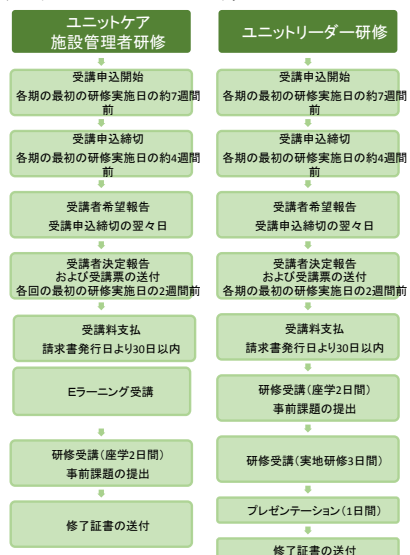 ユニットケア
施設管理者研修
受講申込開始
各期の最初の研修実施日の約7週間
前
受講申込締切
各期の最初の研修実施日の約4週間
前
受講者希望報告
受講申込締切の翌々日
受講者決定報告
および受講票の送付
各回の最初の研修実施日の2週間前
受講料支払
請求書発行日より30日以内
Eラーニング受講
研修受講(座学2日間)
事前課題の提出
修了証書の送付
ユニットリーダー研修
受講申込開始
各期の最初の研修実施日の約7週間
前
受講申込締切
各期の最初の研修実施日の約4週間
前
受講者希望報告
受講申込締切の翌々日
受講者決定報告
および受講票の送付
各期の最初の研修実施日の2週間前
受講料支払
請求書発行日より30日以内
研修受講(座学2日間)
事前課題の提出
研修受講(実地研修3日間)
プレゼンテーション(1日間)
修了証書の送付